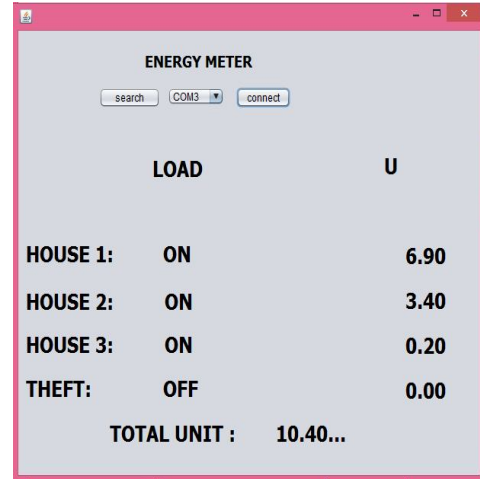 ENERGY METER
search COM3 connect
LOAD U
HOUSE 1: ON 6.90
HOUSE 2: ON 3.40
HOUSE 3: ON 0.20
THEFT: OFF 0.00
TOTAL UNIT : 10.40...